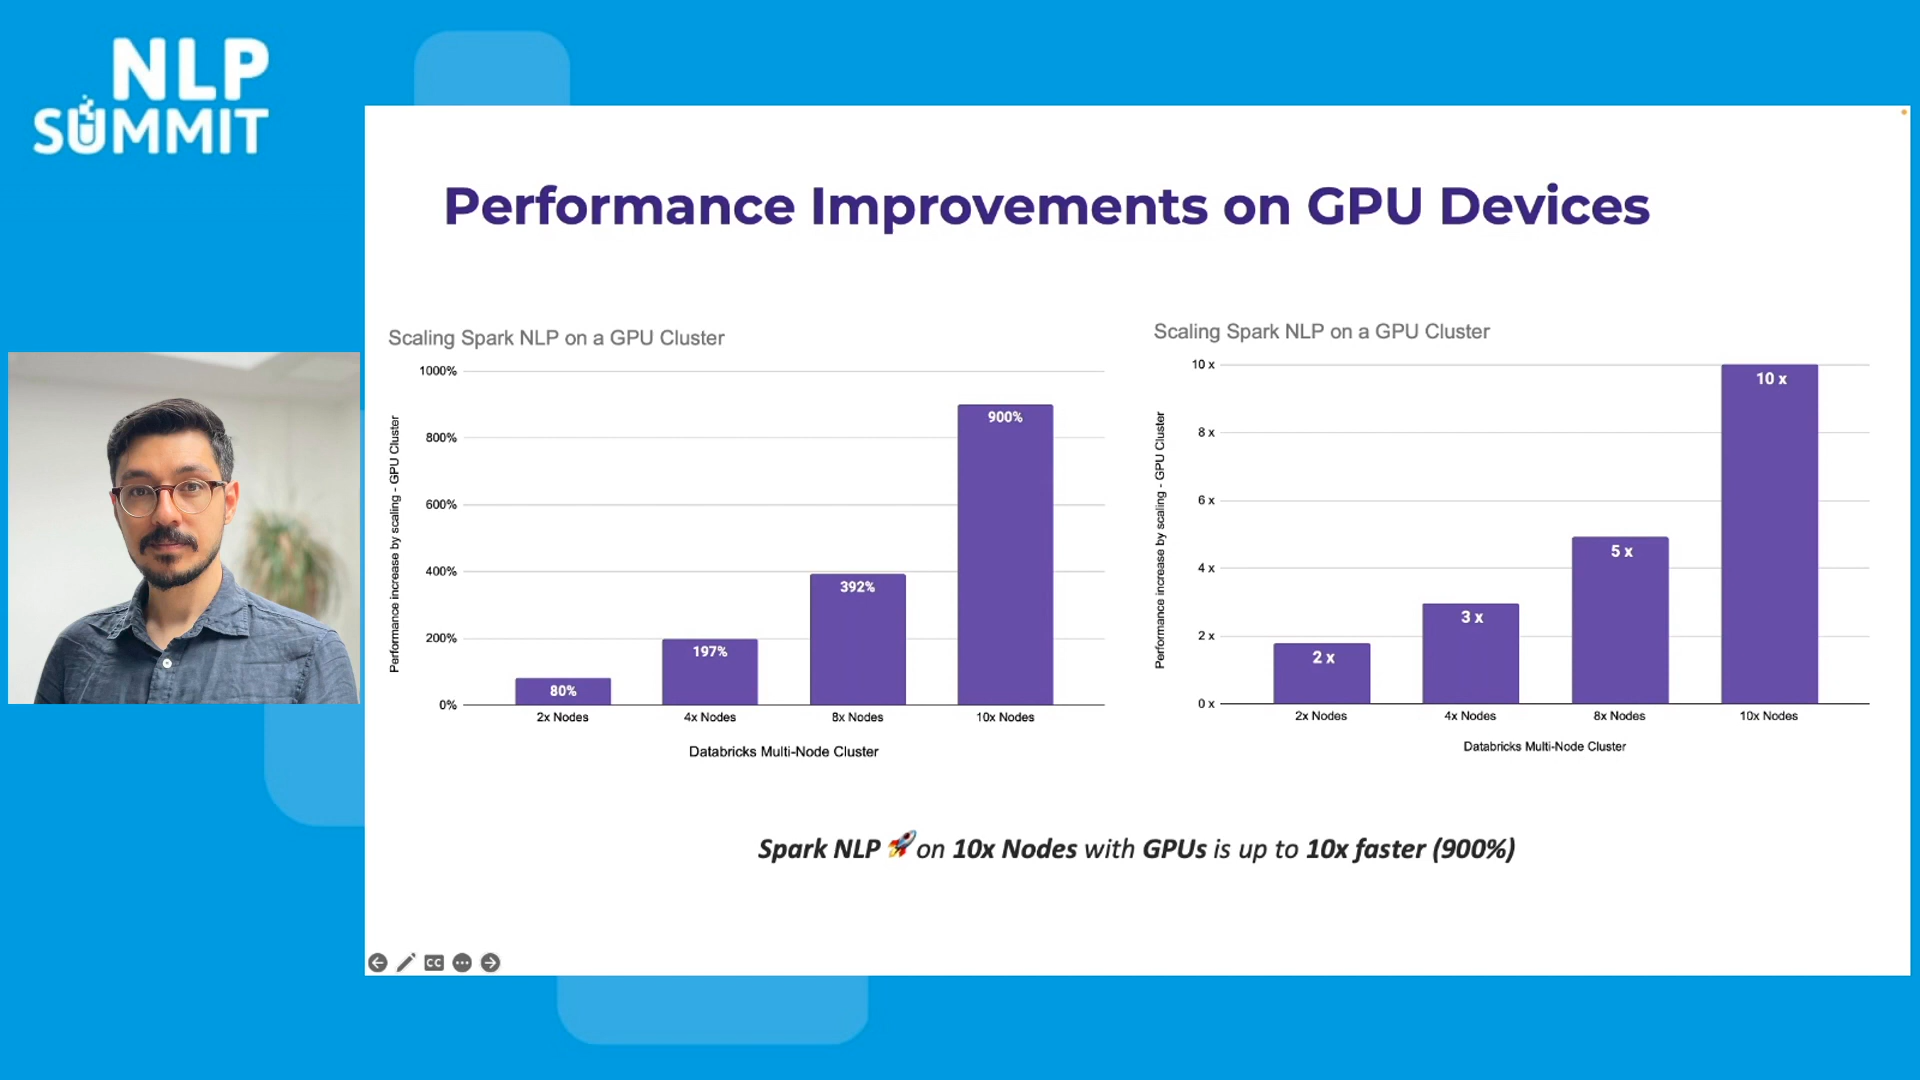 NLP
SUMMIT
Performance Improvements on GPU Devices
Scaling Spark NLP on a GPU Cluster
Performance increase by scaling - GPU Cluster
1000%
800%
600%
400%
200%
0%
80%
197%
392%
900%
2x Nodes
4x Nodes
8x Nodes
10x Nodes
Databricks Multi-Node Cluster
Scaling Spark NLP on a GPU Cluster
Performance increase by scaling - GPU Cluster
10 x
8 x
6 x
4 x
2 x
0 x
2 x
3 x
5 x
10 x
2x Nodes
4x Nodes
8x Nodes
10x Nodes
Databricks Multi-Node Cluster
Spark NLP 🚀 on 10x Nodes with GPUs is up to 10x faster (900%)
CC